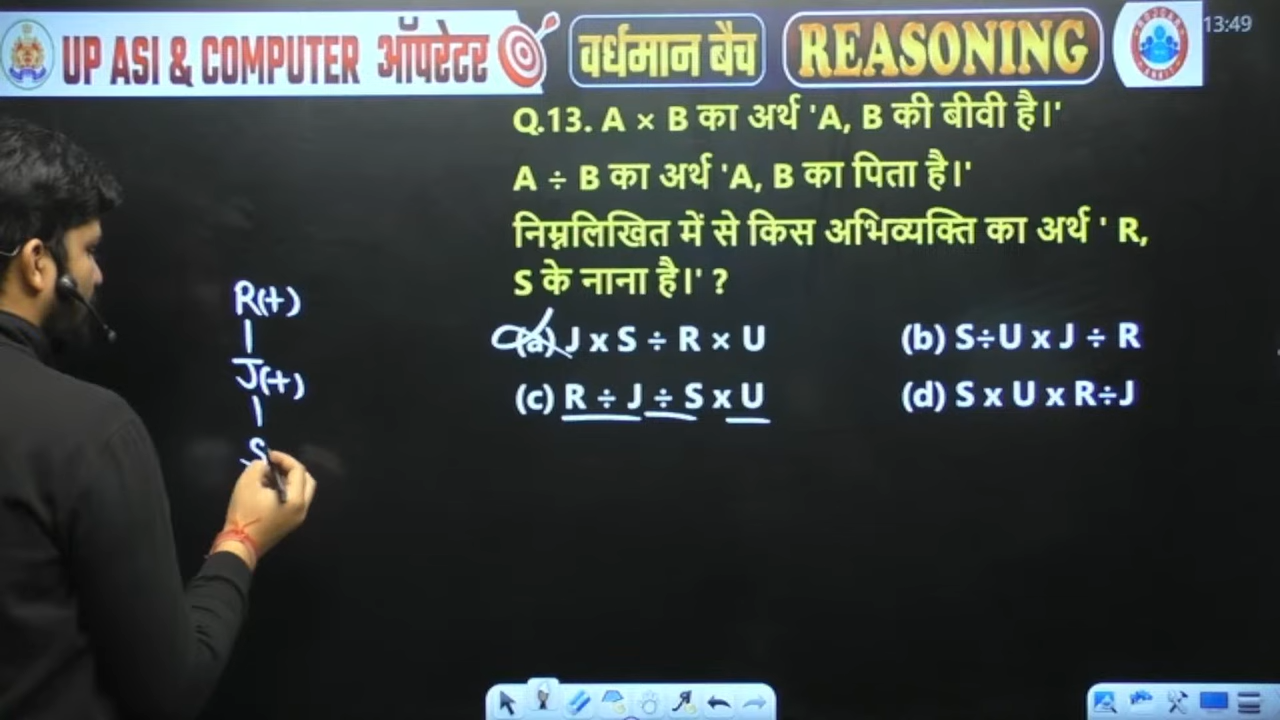 UP ASI & COMPUTER ऑपरेटर
वर्धमान बैच
REASONING
13:49
Q.13. A × B का अर्थ 'A, B की बीवी है।'
A ÷ B का अर्थ 'A, B का पिता है।'
निम्नलिखित में से किस अभिव्यक्ति का अर्थ ' R,
S के नाना है।' ?
(a) J x S ÷ R × U
(b) S÷U x J ÷ R
(c) R ÷ J ÷ S x U
(d) S x U x R÷J
R(+)
J(+)
S